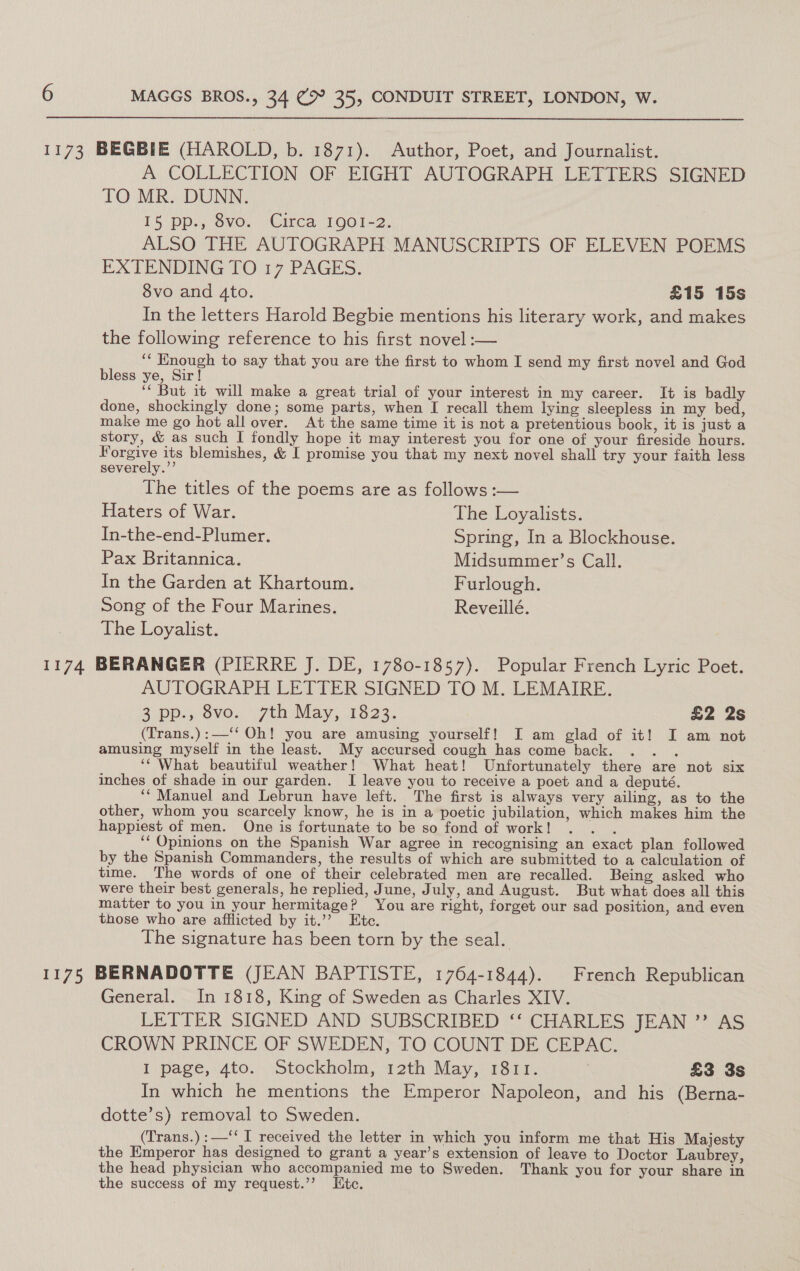 6 MAGGS BROS., 34 & 35, CONDUIT STREET, LONDON, W.
1173 BEGBIE (HAROLD, b. 1871). Author, Poet, and Journalist.
A COLLECTION OF EIGHT AUTOGRAPH LETTERS SIGNED
TO MR. DUNN.
15 pp., 8vo. Circa 1901-2.
ALSO THE AUTOGRAPH MANUSCRIPTS OF ELEVEN POEMS
EXTENDING TO 17 PAGES.
8vo and 4to. £15 15s
In the letters Harold Begbie mentions his literary work, and makes
the following reference to his first novel:—
“ Enough to say that you are the first to whom I send my first novel and God
bless ye, Sir!
“ But it will make a great trial of your interest in my career. It is badly
done, shockingly done; some parts, when I recall them lying sleepless in my bed,
make me go hot all over. At the same time it is not a pretentious book, it is just a
story, & as such I fondly hope it may interest you for one of your fireside hours.
Forgive its blemishes, & I promise you that my next novel shall try your faith less
severely.”
The titles of the poems are as follows:—
Haters of War. The Loyalists.
In-the-end-Plumer. Spring, In a Blockhouse.
Pax Britannica. Midsummer’s Call.
In the Garden at Khartoum. Furlough.
Song of the Four Marines. Reveillé.
The Loyalist.
1174 BERANGER (PIERRE J. DE, 1780-1857). Popular French Lyric Poet.
AUTOGRAPH LETTER SIGNED TO M. LEMAIRE.
3 pp., 8vo. 7th May, 1823. £2 2s
(Trans.):—“ Oh! you are amusing yourself! I am glad of it! I am not
amusing myself in the least. My accursed cough has come back. . . .
“ What beautiful weather! What heat! Unfortunately there are not six
inches of shade in our garden. I leave you to receive a poet and a deputé.
“ Manuel and Lebrun have left. The first is always very ailing, as to the
other, whom you scarcely know, he is in a poetic jubilation, which makes him the
happiest of men. One is fortunate to be so fond of work! . . .
“ Opinions on the Spanish War agree in recognising an exact plan followed
by the Spanish Commanders, the results of which are submitted to a calculation of
time. The words of one of their celebrated men are recalled. Being asked who
were their best generals, he replied, June, July, and August. But what does all this
matter to you in your hermitage? You are right, forget our sad position, and even
those who are afflicted by it.” Etc.
The signature has been torn by the seal.
1175 BERNADOTTE (JEAN BAPTISTE, 1764-1844). French Republican
General. In 1818, King of Sweden as Charles XIV.
LETTER SIGNED AND SUBSCRIBED “ CHARLES JEAN ” AS
CROWN PRINCE OF SWEDEN, TO COUNT DE CEPAC.
1 page, 4to. Stockholm, 12th May, 1811. £3 3s
In which he mentions the Emperor Napoleon, and his (Berna-
dotte’s) removal to Sweden.
(Trans.):—“ I received the letter in which you inform me that His Majesty
the Emperor has designed to grant a year’s extension of leave to Doctor Laubrey,
the head physician who accompanied me to Sweden. Thank you for your share in
the success of my request.” Etc.